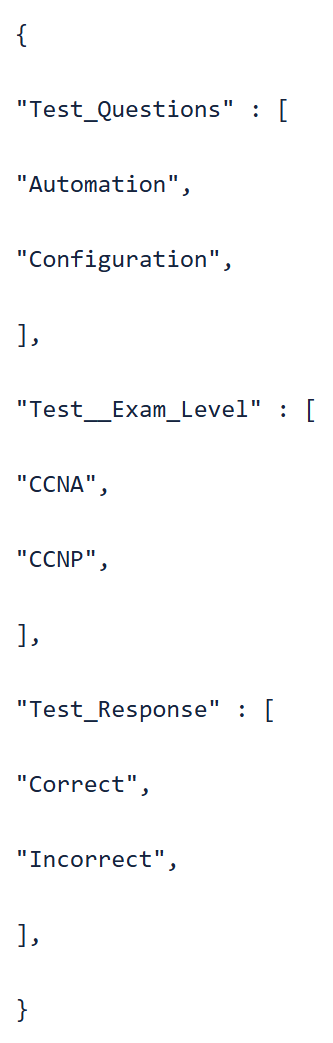 {
"Test_Questions" : [
"Automation",
"Configuration",
],
"Test__Exam_Level" : [
"CCNA",
"CCNP",
],
"Test_Response" : [
"Correct",
"Incorrect",
],
}